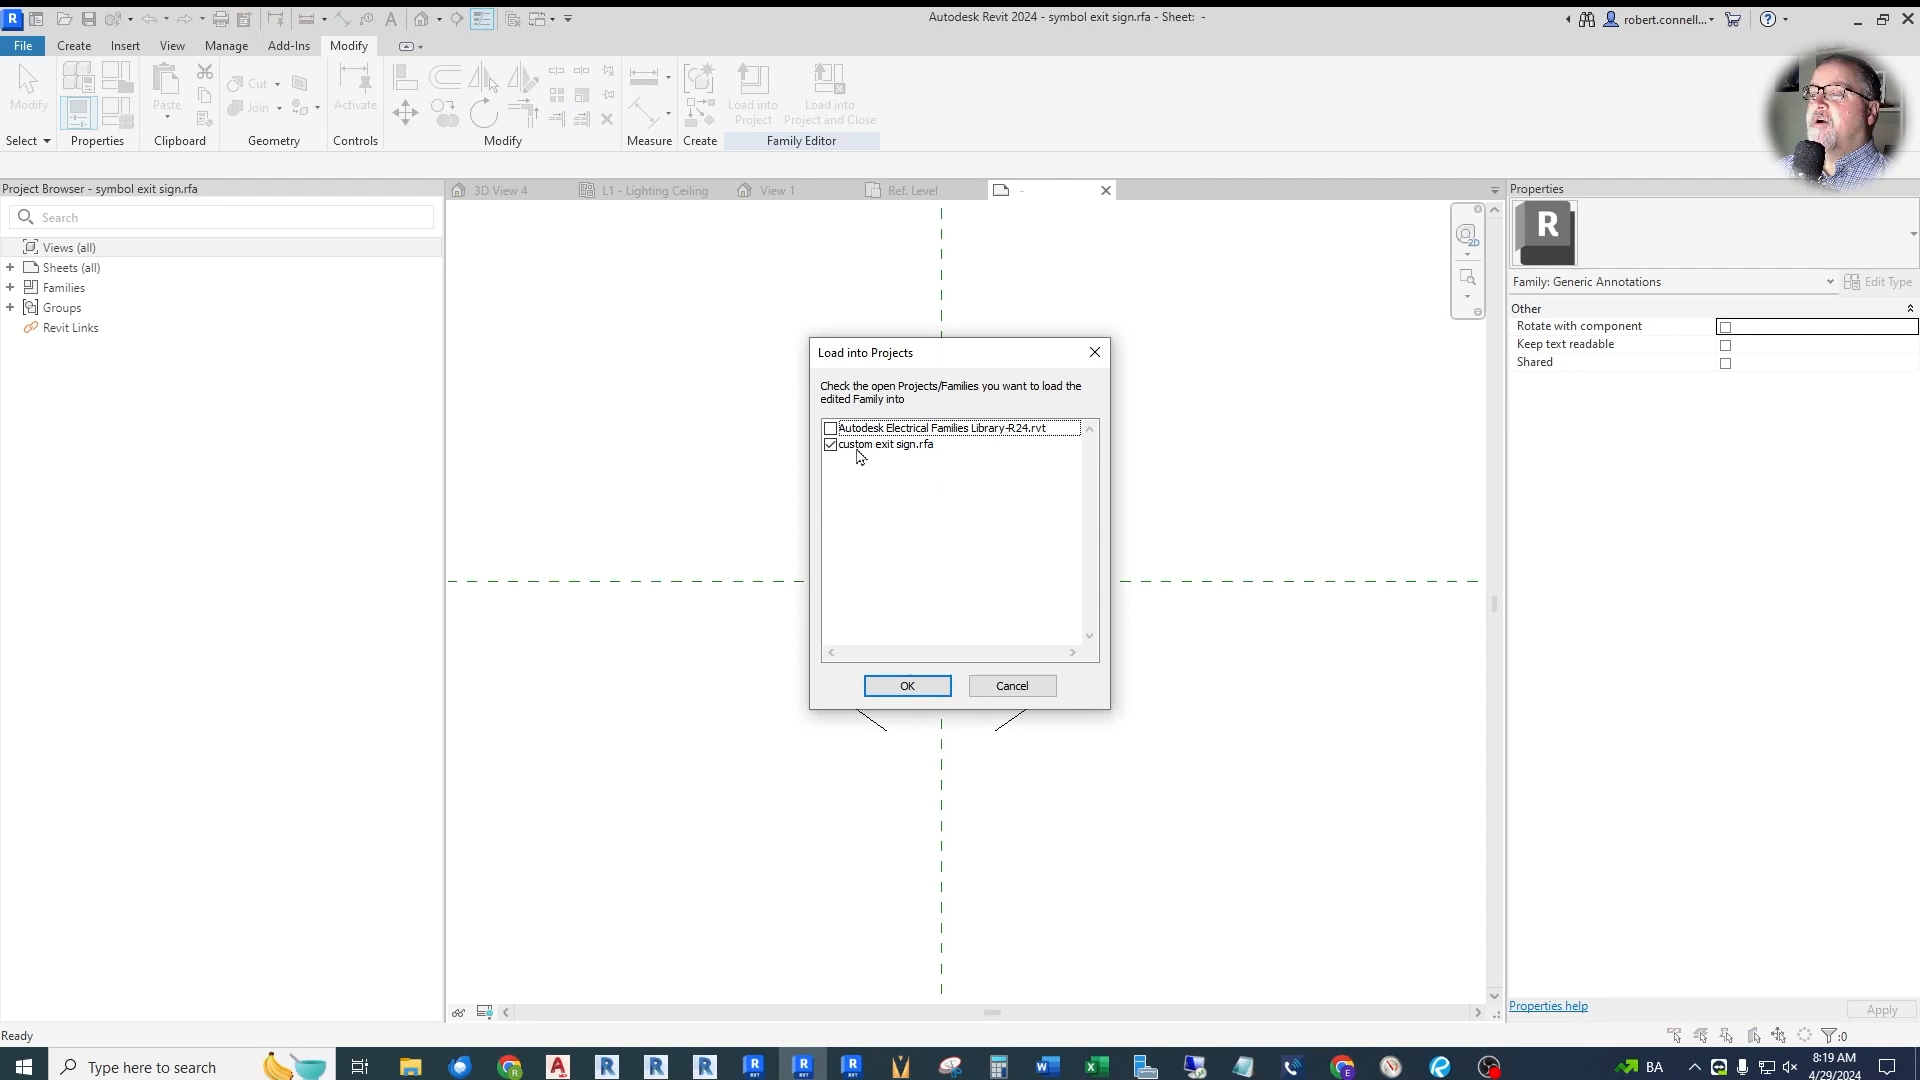 Autodesk Revit 2024 - symbol exit sign.rfa - Sheet: -
robert.connell...
File Create Insert View Manage Add-Ins Modify
Modify
Paste
Cut
Join
Activate
Load into Project
Load into Project and Close
Select Properties Clipboard Geometry Controls Modify Measure Create Family Editor
Project Browser - symbol exit sign.rfa
Search
Views (all)
Sheets (all)
Families
Groups
Revit Links
3D View 4
L1 - Lighting Ceiling
View 1
Ref. Level
-
Load into Projects
Check the open Projects/Families you want to load the
edited Family into
Autodesk Electrical Families Library-R24.rvt
custom exit sign.rfa
OK Cancel
Properties
R
Family: Generic Annotations
Edit Type
Other
Rotate with component
Keep text readable
Shared
Properties help
Apply
2D
Ready
:0
Type here to search
BA
8:19 AM
4/29/2024